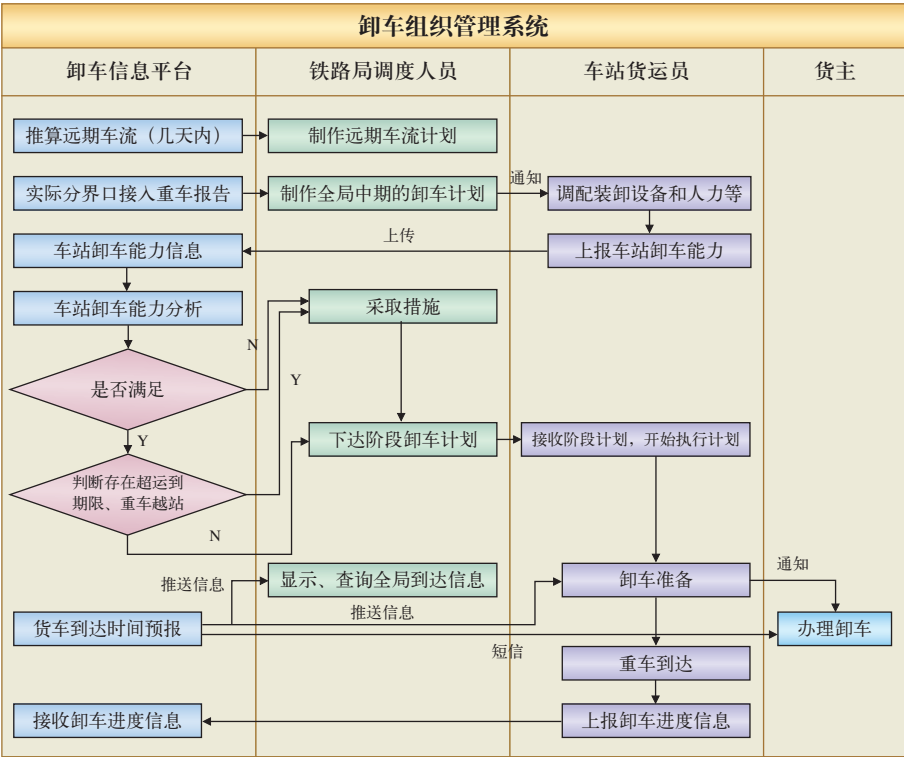 卸车组织管理系统
卸车信息平台
铁路局调度人员
车站货运员
货主
推算远期车流（几天内）
制作远期车流计划
实际分界口接入重车报告
制作全局中期的卸车计划
通知
调配装卸设备和人力等
上传
车站卸车能力信息
上报车站卸车能力
车站卸车能力分析
采取措施
N
Y
是否满足
Y
下达阶段卸车计划
接收阶段计划，开始执行计划
判断存在超运到
期限、重车越站
N
推送信息
显示、查询全局到达信息
卸车准备
通知
推送信息
货车到达时间预报
办理卸车
短信
重车到达
接收卸车进度信息
上报卸车进度信息